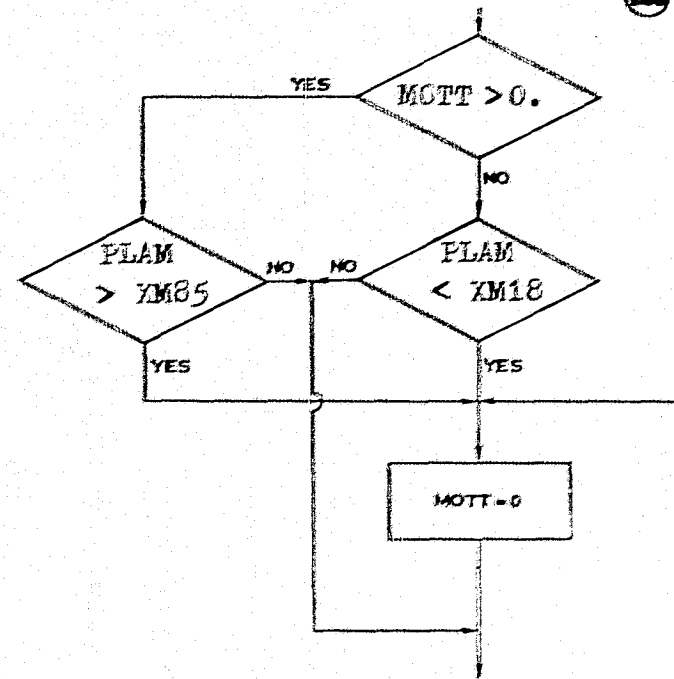 MOTT > 0.
YES
NO
PLAM
> XM85
NO
NO
PLAM
< XM18
YES
YES
MOTT = 0